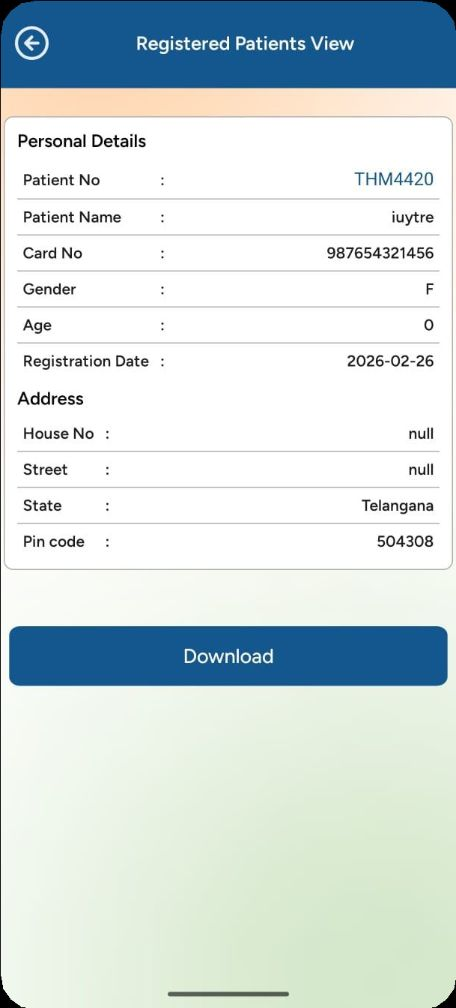 Registered Patients View
Personal Details
Patient No : THM4420
Patient Name : iuytre
Card No : 987654321456
Gender : F
Age : 0
Registration Date : 2026-02-26
Address
House No : null
Street : null
State : Telangana
Pin code : 504308
Download